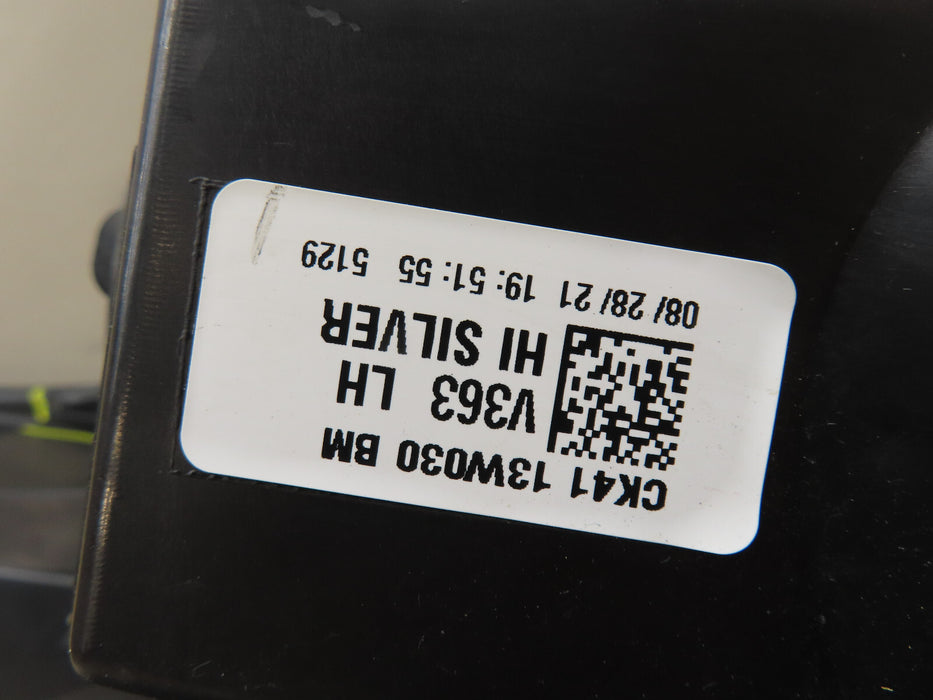 CK41 13W030 BM
V363 LH
HI SILVER
08/28/21 19:51:55 5129